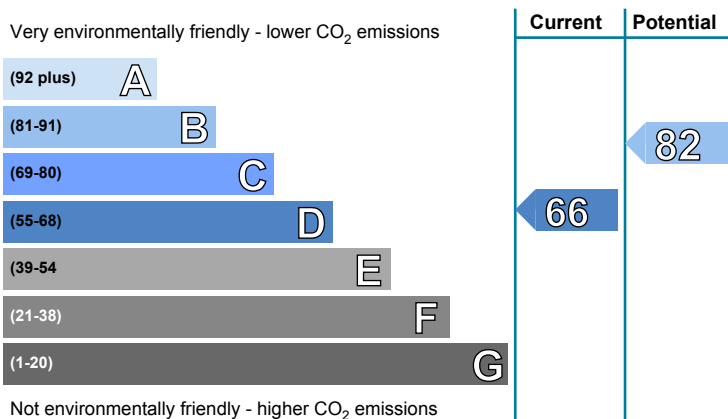 Current Potential
Very environmentally friendly - lower CO2 emissions
(92 plus) A
(81-91) B
82
(69-80) C
(55-68) D
66
(39-54 E
(21-38) F
(1-20) G
Not environmentally friendly - higher CO2 emissions